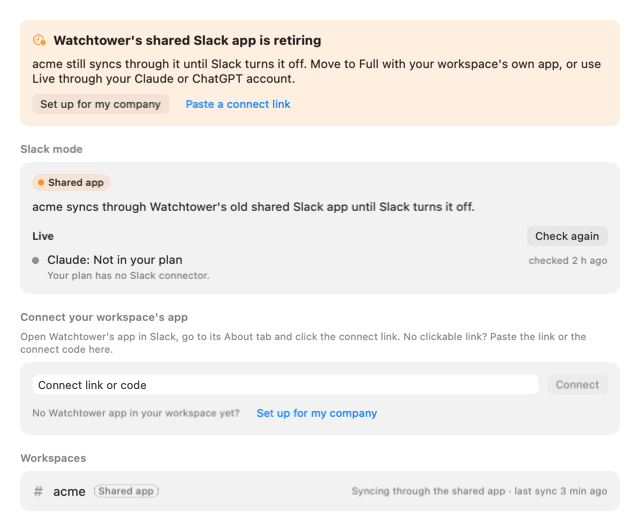 Watchtower's shared Slack app is retiring
acme still syncs through it until Slack turns it off. Move to Full with your workspace's own app, or use
Live through your Claude or ChatGPT account.
Set up for my company
Paste a connect link
Slack mode
Shared app
acme syncs through Watchtower's old shared Slack app until Slack turns it off.
Live
Check again
Claude: Not in your plan
checked 2 h ago
Your plan has no Slack connector.
Connect your workspace's app
Open Watchtower's app in Slack, go to its About tab and click the connect link. No clickable link? Paste the link or the
connect code here.
Connect link or code
Connect
No Watchtower app in your workspace yet?
Set up for my company
Workspaces
# acme
Shared app
Syncing through the shared app · last sync 3 min ago